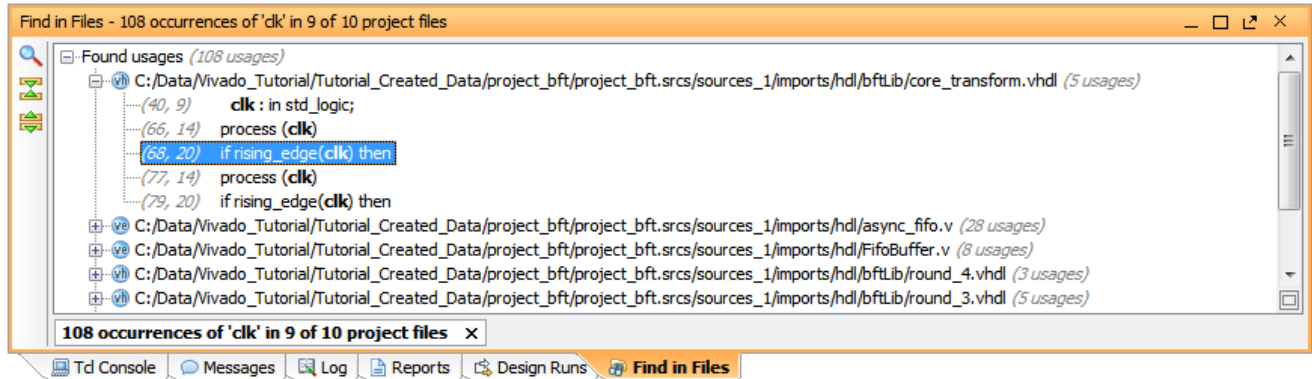 Find in Files - 108 occurrences of 'clk' in 9 of 10 project files
Found usages (108 usages)
vh C:/Data/Vivado_Tutorial/Tutorial_Created_Data/project_bft/project_bft.srcs/sources_1/imports/hdl/bftLib/core_transform.vhdl (5 usages)
(40, 9) clk : in std_logic;
(66, 14) process (clk)
(68, 20) if rising_edge(clk) then
(77, 14) process (clk)
(79, 20) if rising_edge(clk) then
ve C:/Data/Vivado_Tutorial/Tutorial_Created_Data/project_bft/project_bft.srcs/sources_1/imports/hdl/async_fifo.v (28 usages)
ve C:/Data/Vivado_Tutorial/Tutorial_Created_Data/project_bft/project_bft.srcs/sources_1/imports/hdl/FifoBuffer.v (8 usages)
vh C:/Data/Vivado_Tutorial/Tutorial_Created_Data/project_bft/project_bft.srcs/sources_1/imports/hdl/bftLib/round_4.vhdl (3 usages)
vh C:/Data/Vivado_Tutorial/Tutorial_Created_Data/project_bft/project_bft.srcs/sources_1/imports/hdl/bftLib/round_3.vhdl (5 usages)
108 occurrences of 'clk' in 9 of 10 project files
Tcl Console Messages Log Reports Design Runs Find in Files